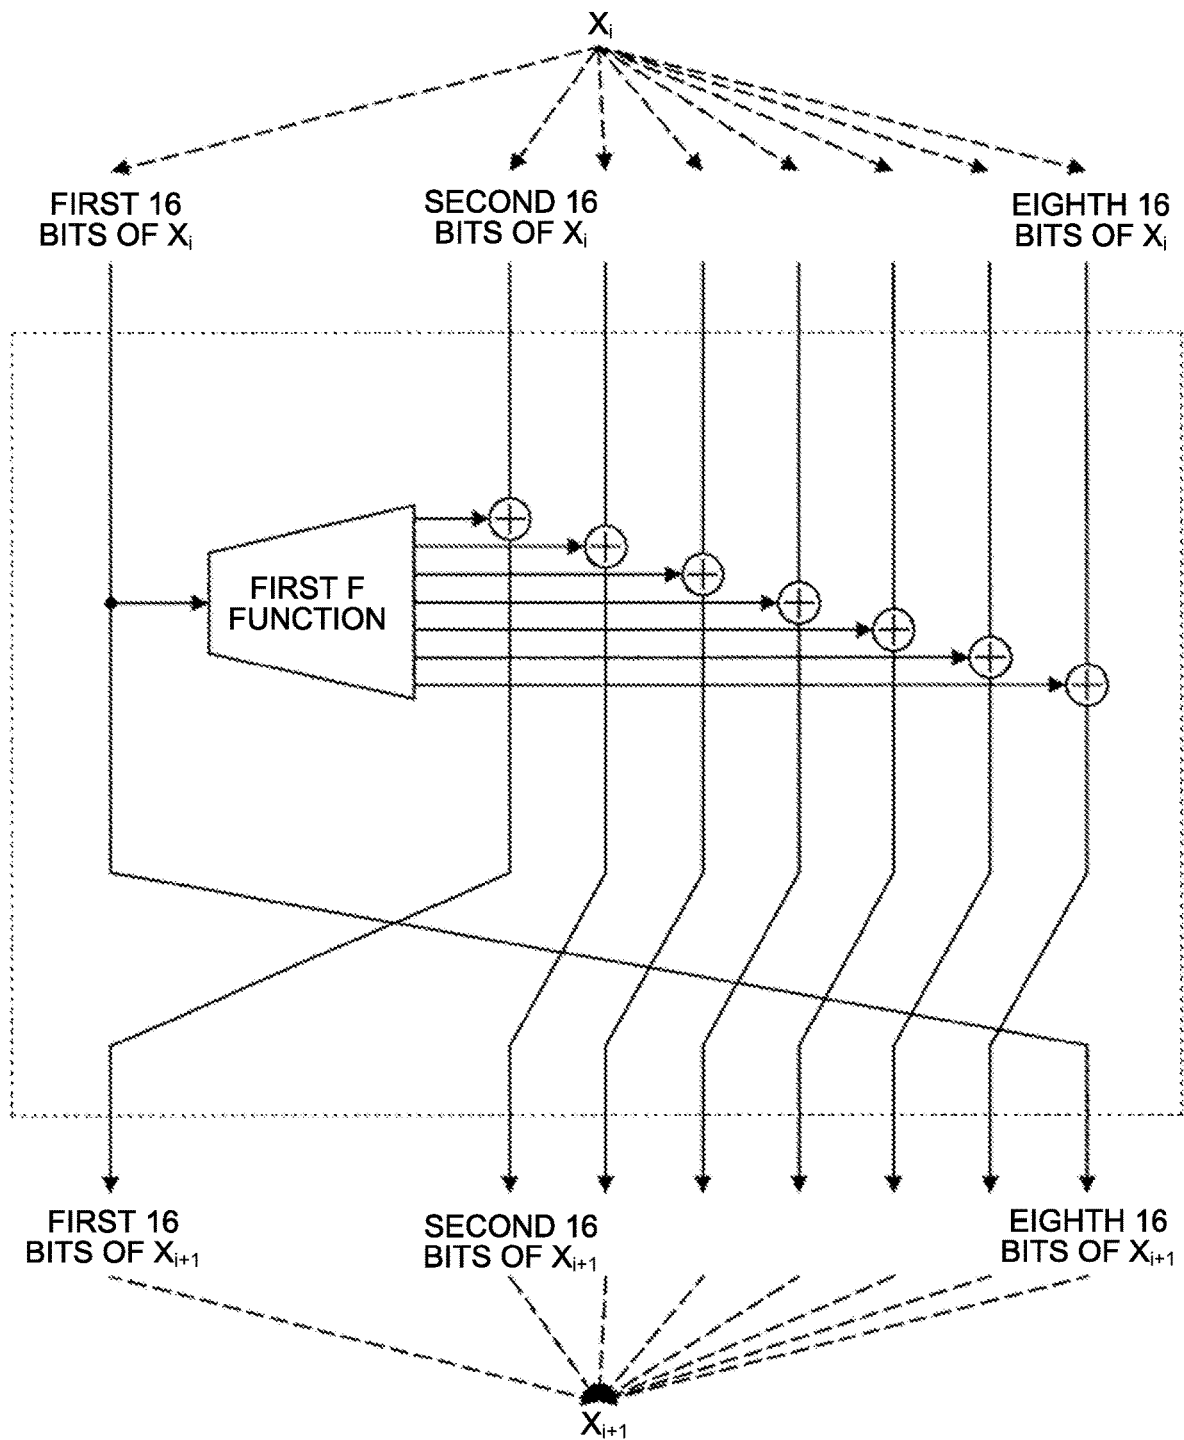 Xi
FIRST 16
BITS OF Xi
SECOND 16
BITS OF Xi
EIGHTH 16
BITS OF Xi
FIRST F
FUNCTION
FIRST 16
BITS OF Xi+1
SECOND 16
BITS OF Xi+1
EIGHTH 16
BITS OF Xi+1
Xi+1